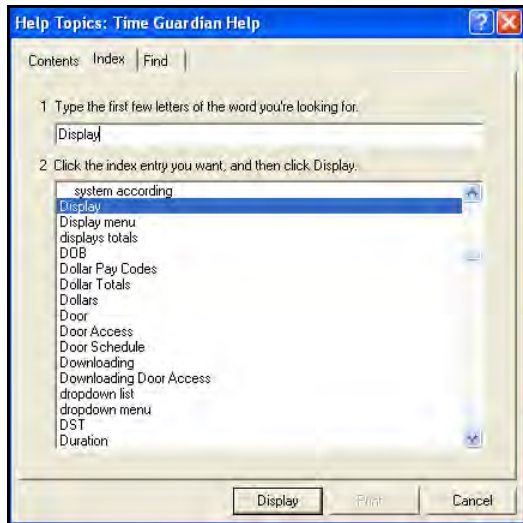 Help Topics: Time Guardian Help
Contents Index Find
1 Type the first few letters of the word you're looking for.
Display
2 Click the index entry you want, and then click Display.
system according
Display
Display menu
displays totals
DOB
Dollar Pay Codes
Dollar Totals
Dollars
Door
Door Access
Door Schedule
Downloading
Downloading Door Access
dropdown list
dropdown menu
DST
Duration
Display Print Cancel